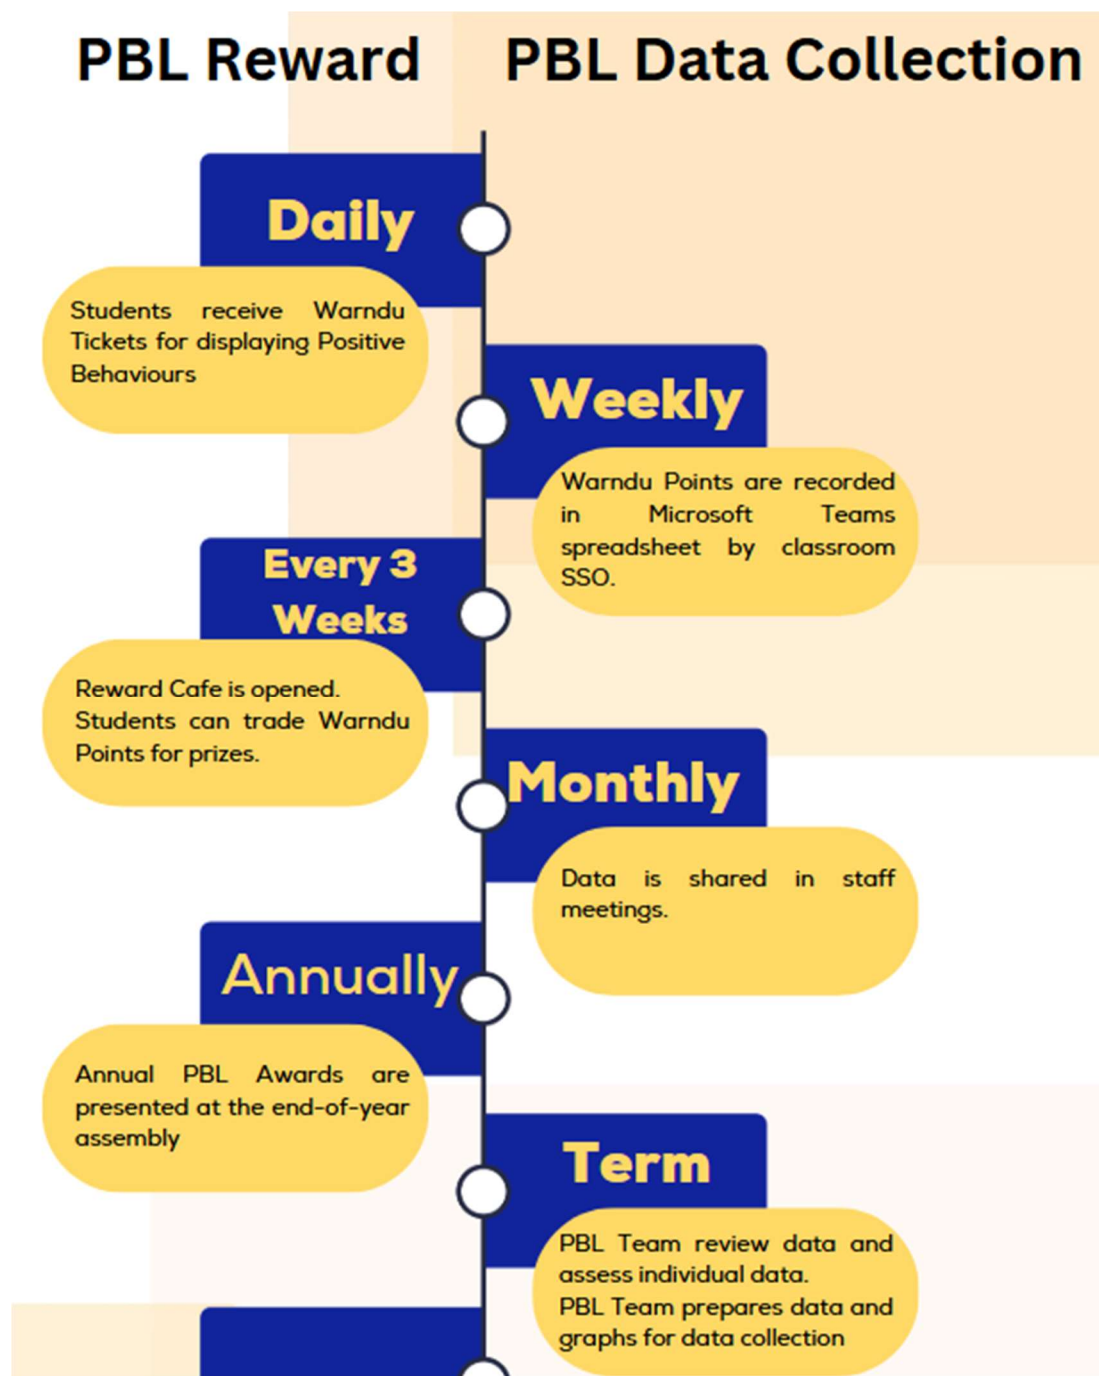 PBL Reward
PBL Data Collection
Daily
Students receive Warndu
Tickets for displaying Positive
Behaviours
Weekly
Warndu Points are recorded
in Microsoft Teams
spreadsheet by classroom
SSO.
Every 3
Weeks
Reward Cafe is opened.
Students can trade Warndu
Points for prizes.
Monthly
Data is shared in staff
meetings.
Annually
Annual PBL Awards are
presented at the end-of-year
assembly
Term
PBL Team review data and
assess individual data.
PBL Team prepares data and
graphs for data collection